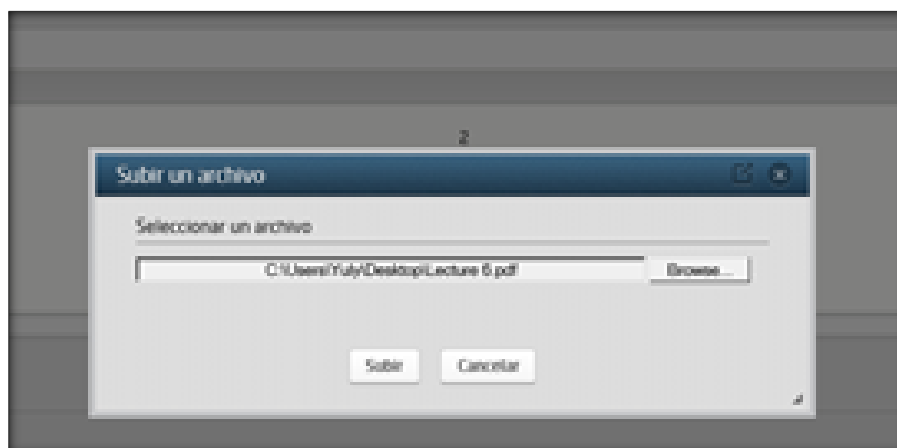 2
Subir un archivo
Seleccionar un archivo
C:\Users\Yuly\Desktop\Lecture 6.pdf Browse...
Subir Cancelar